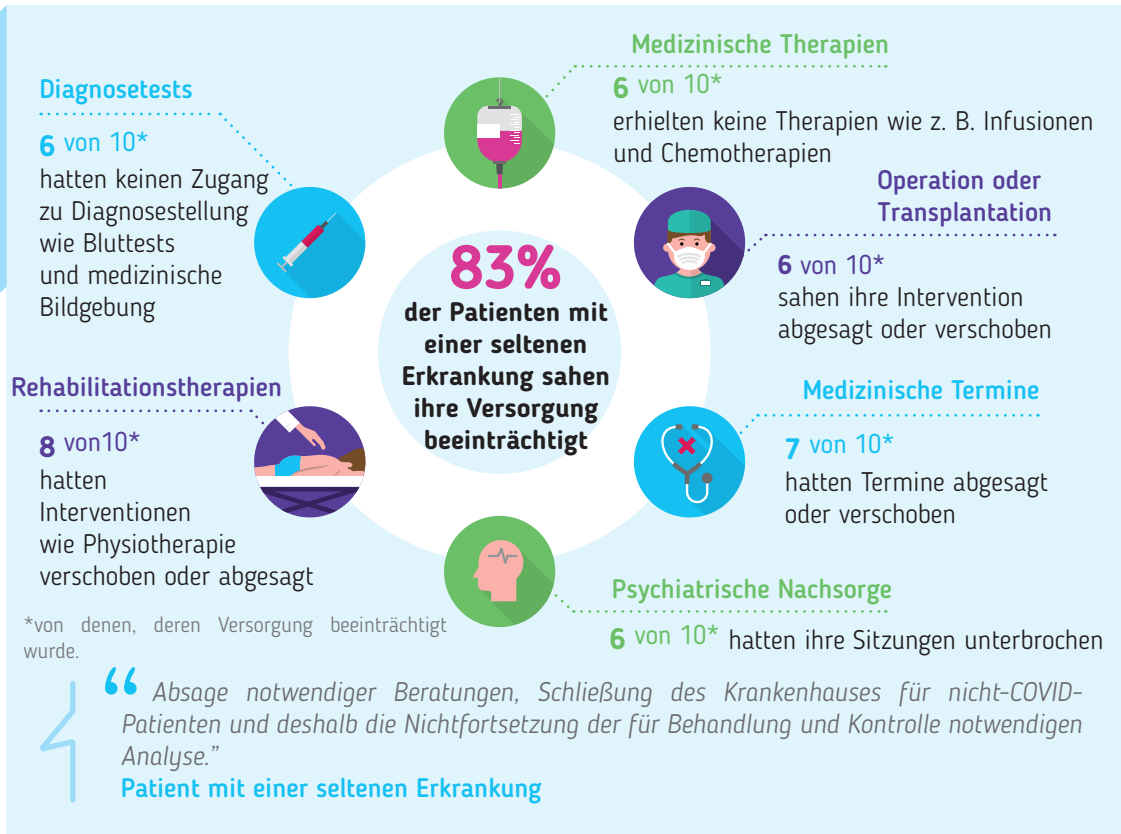 Medizinische Therapien
6 von 10*
erhielten keine Therapien wie z. B. Infusionen
und Chemotherapien
Diagnosetests
6 von 10*
hatten keinen Zugang
zu Diagnosestellung
wie Bluttests
und medizinische
Bildgebung
Operation oder
Transplantation
6 von 10*
sahen ihre Intervention
abgesagt oder verschoben
83%
der Patienten mit
einer seltenen
Erkrankung sahen
ihre Versorgung
beeinträchtigt
Rehabilitationstherapien
8 von10*
hatten
Interventionen
wie Physiotherapie
verschoben oder abgesagt
Medizinische Termine
7 von 10*
hatten Termine abgesagt
oder verschoben
Psychiatrische Nachsorge
6 von 10* hatten ihre Sitzungen unterbrochen
*von denen, deren Versorgung beeinträchtigt
wurde.
“ Absage notwendiger Beratungen, Schließung des Krankenhauses für nicht-COVID-
Patienten und deshalb die Nichtfortsetzung der für Behandlung und Kontrolle notwendigen
Analyse.”
Patient mit einer seltenen Erkrankung